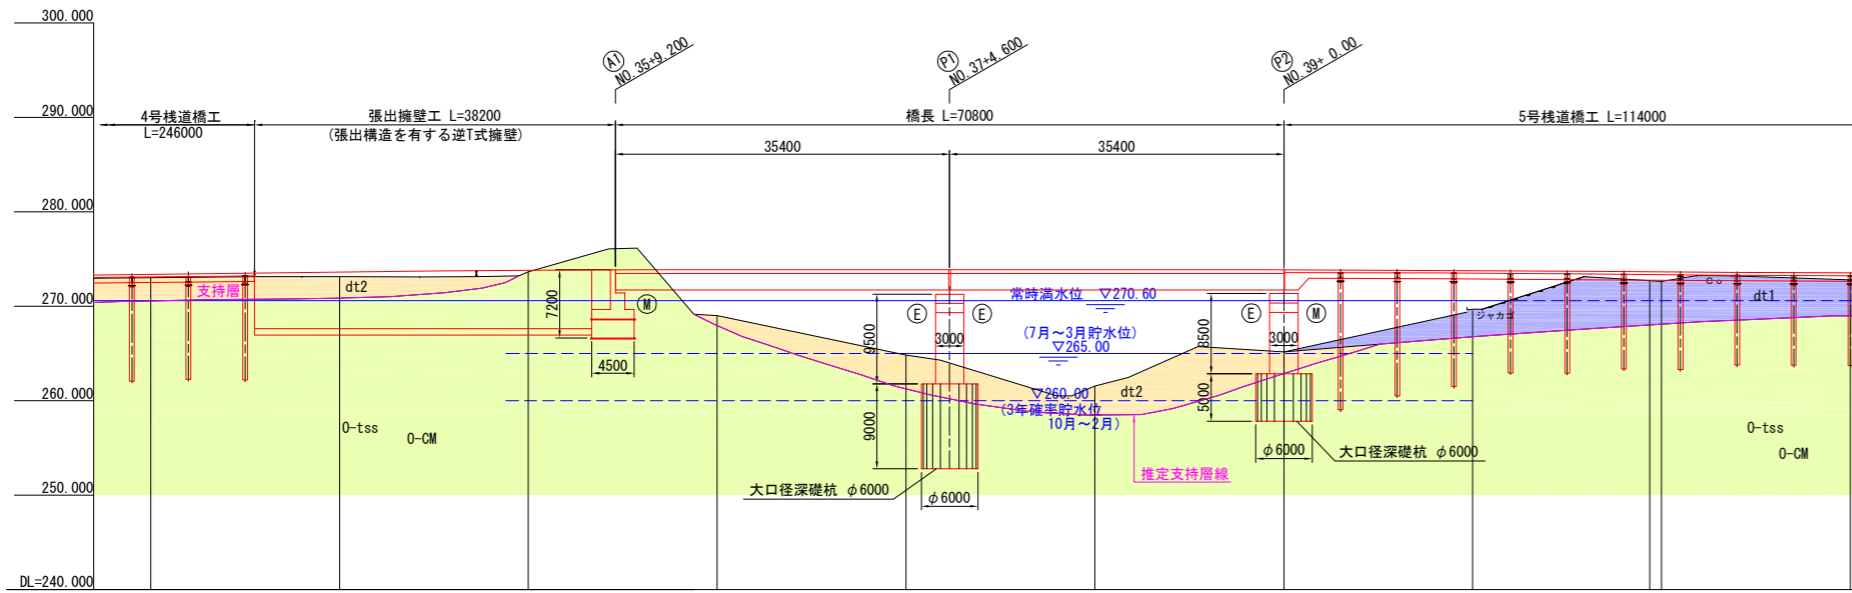 300.000
290.000
280.000
270.000
260.000
250.000
DL=240.000
A1
NO.35+9.200
P1
NO.37+4.600
P2
NO.39+ 0.00
4号桟道橋工
L=246000
張出擁壁工 L=38200
(張出構造を有する逆T式擁壁)
橋長 L=70800
5号桟道橋工 L=114000
35400
35400
支持層
dt2
7200
M
4500
常時満水位 ▽270.60
(7月～3月貯水位)
▽265.00
▽260.00
(3年確率貯水位
10月～2月)
E
E
9500
3000
9000
大口径深礎杭 φ6000
φ6000
dt2
推定支持層線
E
M
8500
3000
5000
φ6000
大口径深礎杭 φ6000
ジャカゴ
dt1
O-tss
O-CM
O-tss
O-CM